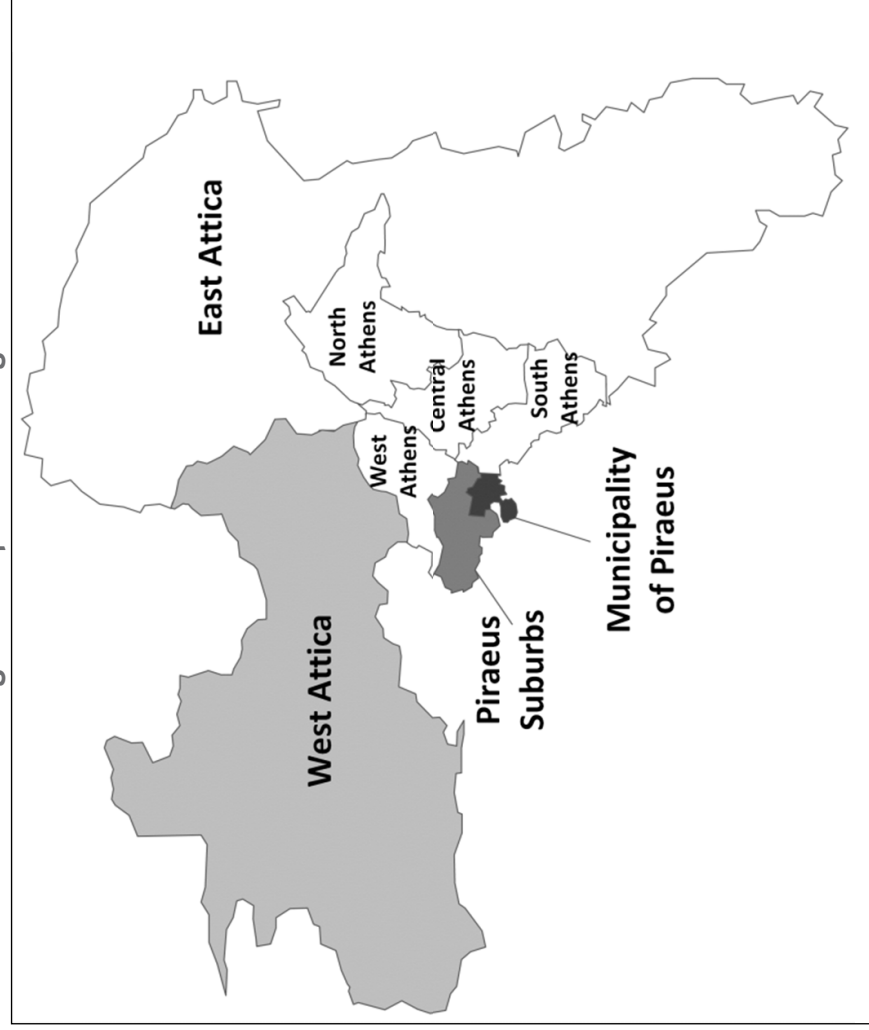 East Attica
North
Athens
Central
Athens
South
Athens
West
Athens
West Attica
Piraeus
Suburbs
Municipality
of Piraeus